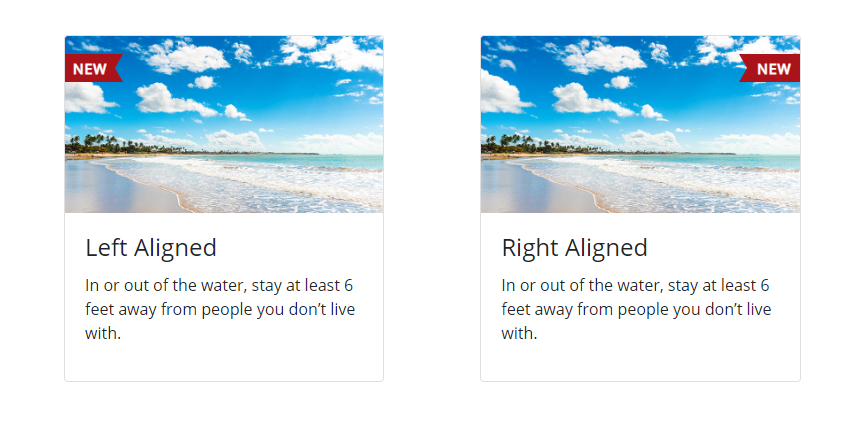 NEW
Left Aligned
In or out of the water, stay at least 6
feet away from people you don’t live
with.
NEW
Right Aligned
In or out of the water, stay at least 6
feet away from people you don’t live
with.